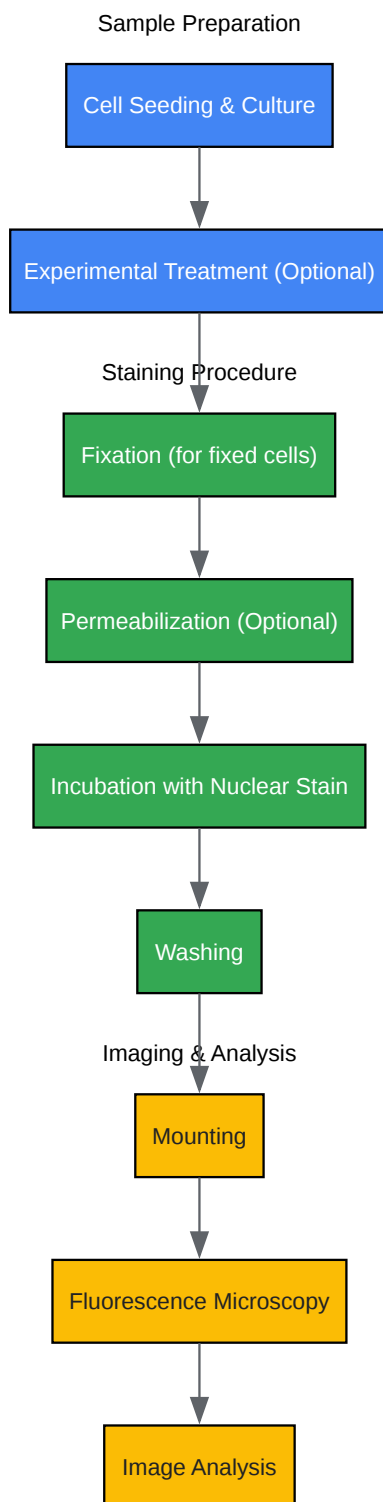 Sample Preparation
Cell Seeding & Culture
Experimental Treatment (Optional)
Staining Procedure
Fixation (for fixed cells)
Permeabilization (Optional)
Incubation with Nuclear Stain
Washing
Imaging & Analysis
Mounting
Fluorescence Microscopy
Image Analysis